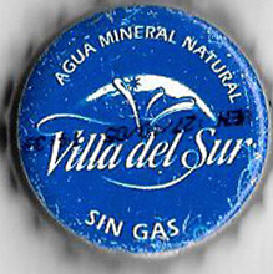 AGUA MINERAL NATURAL
Villa del Sur
SIN GAS